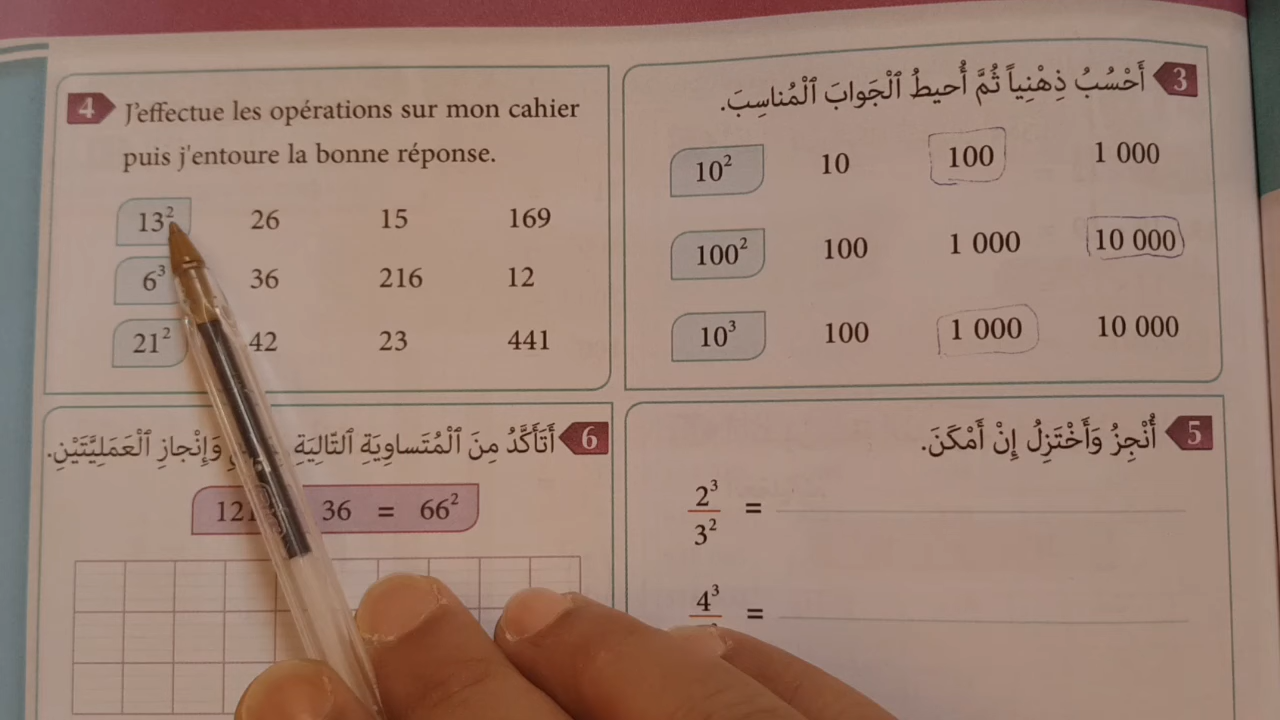 4 J'effectue les opérations sur mon cahier
puis j'entoure la bonne réponse.
13² 26 15 169
6³ 36 216 12
21² 42 23 441
3 أَحْسُبُ ذِهْنِياً ثُمَّ أُحيطُ ٱلْجَوابَ ٱلْمُناسِبَ.
10² 10 100 1 000
100² 100 1 000 10 000
10³ 100 1 000 10 000
6 أَتَأَكَّدُ مِنَ ٱلْمُتَساوِيَةِ ٱلتّالِيَةِ وَإِنْجازِ ٱلْعَمَلِيَّتَيْنِ.
36 = 66²
5 أُنْجِزُ وَأَخْتَزِلُ إِنْ أَمْكَنَ.
2³
3² =
4³
=